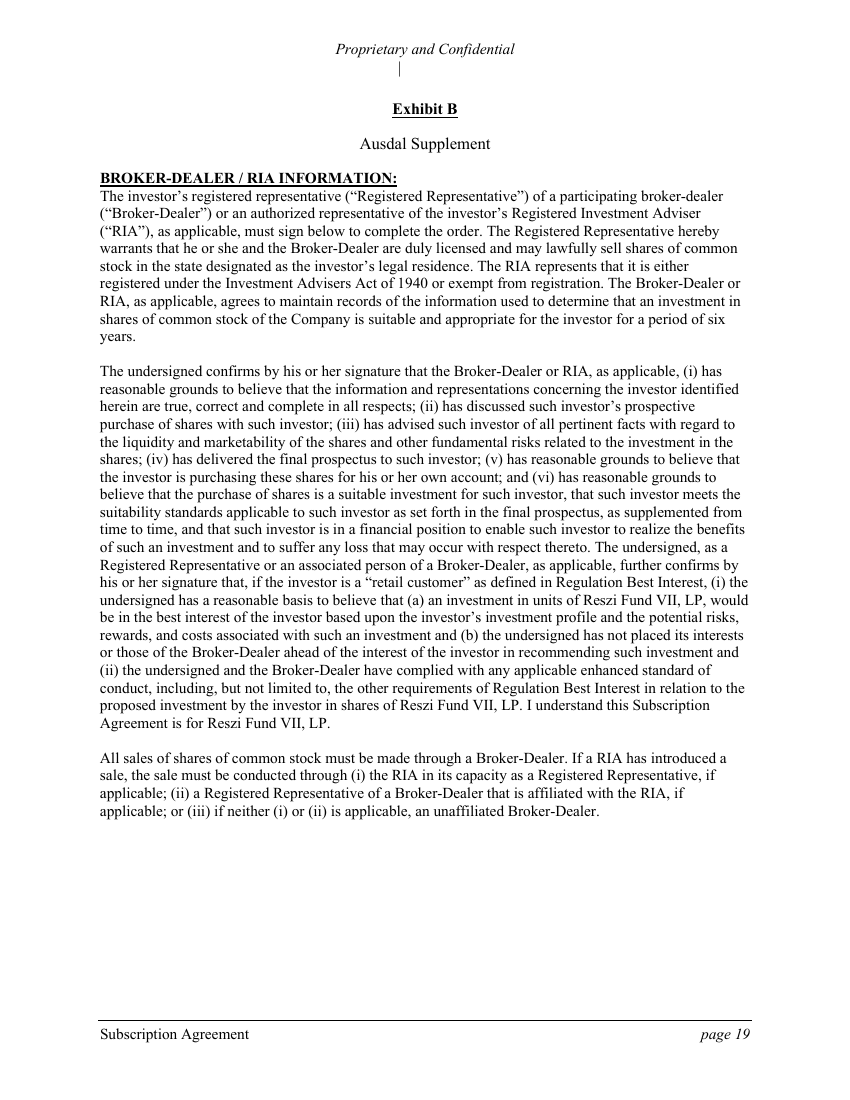 Proprietary and Confidential
|
Exhibit B
Ausdal Supplement
BROKER-DEALER / RIA INFORMATION:
The investor’s registered representative (“Registered Representative”) of a participating broker-dealer
(“Broker-Dealer”) or an authorized representative of the investor’s Registered Investment Adviser
(“RIA”), as applicable, must sign below to complete the order. The Registered Representative hereby
warrants that he or she and the Broker-Dealer are duly licensed and may lawfully sell shares of common
stock in the state designated as the investor’s legal residence. The RIA represents that it is either
registered under the Investment Advisers Act of 1940 or exempt from registration. The Broker-Dealer or
RIA, as applicable, agrees to maintain records of the information used to determine that an investment in
shares of common stock of the Company is suitable and appropriate for the investor for a period of six
years.
The undersigned confirms by his or her signature that the Broker-Dealer or RIA, as applicable, (i) has
reasonable grounds to believe that the information and representations concerning the investor identified
herein are true, correct and complete in all respects; (ii) has discussed such investor’s prospective
purchase of shares with such investor; (iii) has advised such investor of all pertinent facts with regard to
the liquidity and marketability of the shares and other fundamental risks related to the investment in the
shares; (iv) has delivered the final prospectus to such investor; (v) has reasonable grounds to believe that
the investor is purchasing these shares for his or her own account; and (vi) has reasonable grounds to
believe that the purchase of shares is a suitable investment for such investor, that such investor meets the
suitability standards applicable to such investor as set forth in the final prospectus, as supplemented from
time to time, and that such investor is in a financial position to enable such investor to realize the benefits
of such an investment and to suffer any loss that may occur with respect thereto. The undersigned, as a
Registered Representative or an associated person of a Broker-Dealer, as applicable, further confirms by
his or her signature that, if the investor is a “retail customer” as defined in Regulation Best Interest, (i) the
undersigned has a reasonable basis to believe that (a) an investment in units of Reszi Fund VII, LP, would
be in the best interest of the investor based upon the investor’s investment profile and the potential risks,
rewards, and costs associated with such an investment and (b) the undersigned has not placed its interests
or those of the Broker-Dealer ahead of the interest of the investor in recommending such investment and
(ii) the undersigned and the Broker-Dealer have complied with any applicable enhanced standard of
conduct, including, but not limited to, the other requirements of Regulation Best Interest in relation to the
proposed investment by the investor in shares of Reszi Fund VII, LP. I understand this Subscription
Agreement is for Reszi Fund VII, LP.
All sales of shares of common stock must be made through a Broker-Dealer. If a RIA has introduced a
sale, the sale must be conducted through (i) the RIA in its capacity as a Registered Representative, if
applicable; (ii) a Registered Representative of a Broker-Dealer that is affiliated with the RIA, if
applicable; or (iii) if neither (i) or (ii) is applicable, an unaffiliated Broker-Dealer.
Subscription Agreement page 19